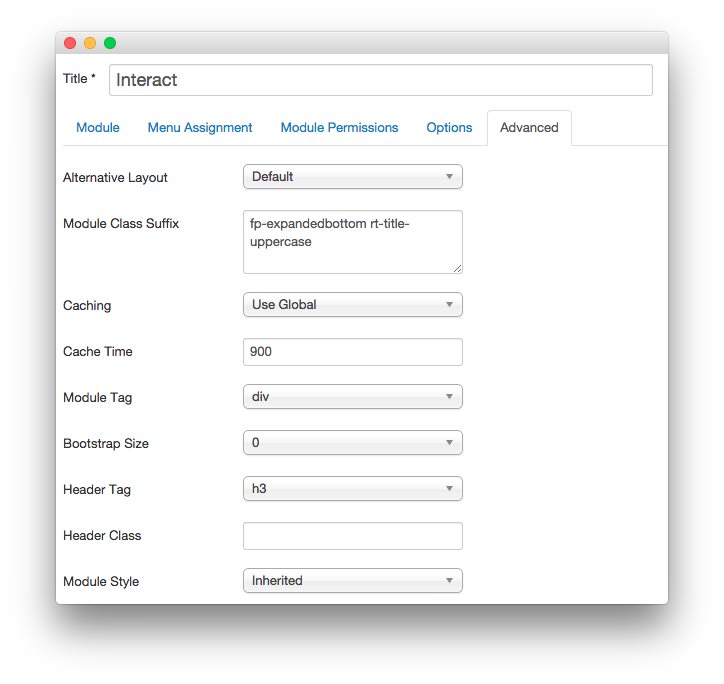 Title * Interact
Module Menu Assignment Module Permissions Options Advanced
Alternative Layout Default
Module Class Suffix fp-expandedbottom rt-title-
uppercase
Caching Use Global
Cache Time 900
Module Tag div
Bootstrap Size 0
Header Tag h3
Header Class
Module Style Inherited